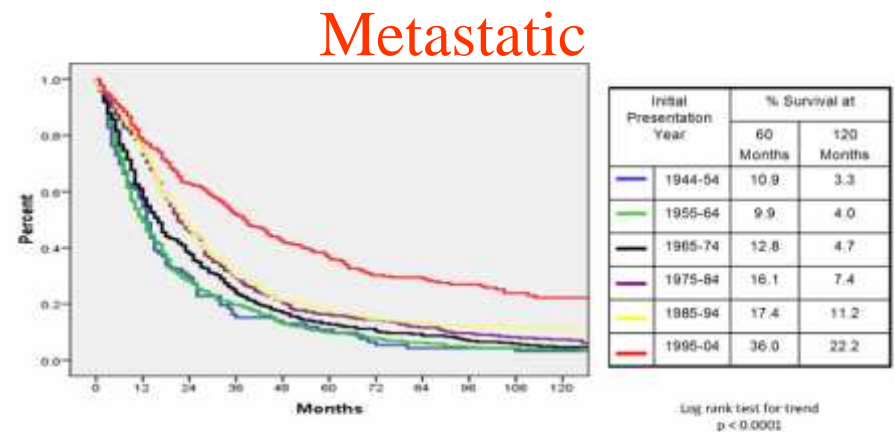 Metastatic
Percent
1.0
0.8
0.6
0.4
0.2
0.0
0 12 24 36 48 60 72 84 96 108 120
Months
Initial Presentation Year % Survival at
60 Months 120 Months
1944-54 10.9 3.3
1955-64 9.9 4.0
1965-74 12.8 4.7
1975-84 16.1 7.4
1985-94 17.4 11.2
1995-04 36.0 22.2
Log rank test for trend
p < 0.0001